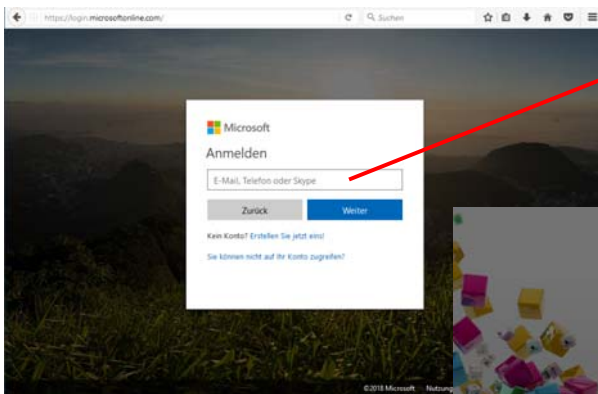 https://login.microsoftonline.com/
Suchen
Microsoft
Anmelden
E-Mail, Telefon oder Skype
Zurück
Weiter
Kein Konto? Erstellen Sie jetzt eins!
Sie können nicht auf Ihr Konto zugreifen?
©2018 Microsoft